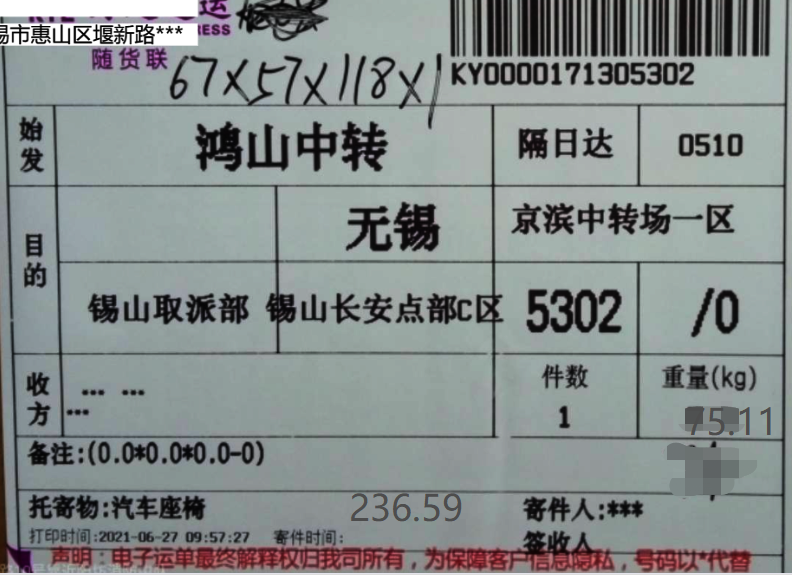 锡市惠山区堰新路***
随货联
67×57×118×1
KY0000171305302
始发 鸿山中转 隔日达 0510
目的 无锡 京滨中转场一区
锡山取派部 锡山长安点部C区 5302 /0
收方 ... ... ...
件数 重量(kg)
1 75.11
备注:(0.0*0.0*0.0-0)
托寄物:汽车座椅 236.59 寄件人:***
打印时间:2021-06-27 09:57:27 寄件时间: 签收人
声明：电子运单最终解释权归我司所有，为保障客户信息隐私，号码以*代替